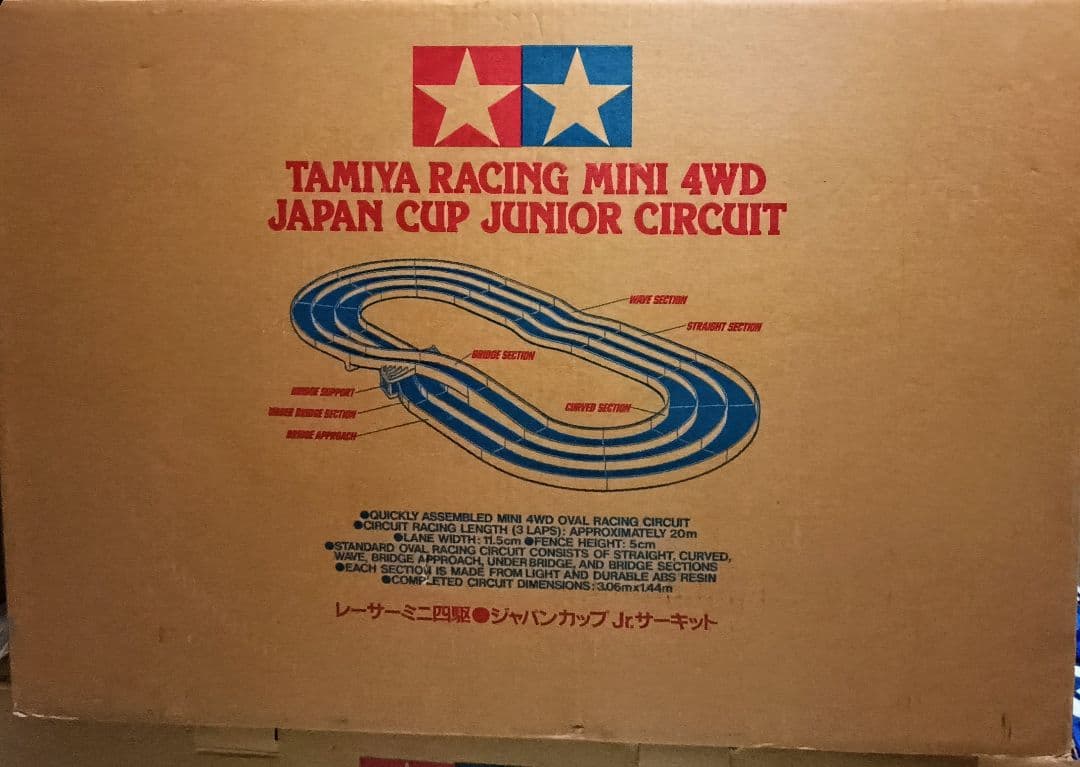 TAMIYA RACING MINI 4WD
JAPAN CUP JUNIOR CIRCUIT
WAVE SECTION
STRAIGHT SECTION
BRIDGE SECTION
BRIDGE SUPPORT
UNDER BRIDGE SECTION
BRIDGE APPROACH
CURVED SECTION
●QUICKLY ASSEMBLED MINI 4WD OVAL RACING CIRCUIT
●CIRCUIT RACING LENGTH (3 LAPS): APPROXIMATELY 20m
●LANE WIDTH: 11.5cm ●FENCE HEIGHT: 5cm
●STANDARD OVAL RACING CIRCUIT CONSISTS OF STRAIGHT, CURVED,
WAVE, BRIDGE APPROACH, UNDER BRIDGE, AND BRIDGE SECTIONS
●EACH SECTION IS MADE FROM LIGHT AND DURABLE ABS RESIN
●COMPLETED CIRCUIT DIMENSIONS: 3.06m×1.44m
レーサーミニ四駆●ジャパンカップ Jr.サーキット